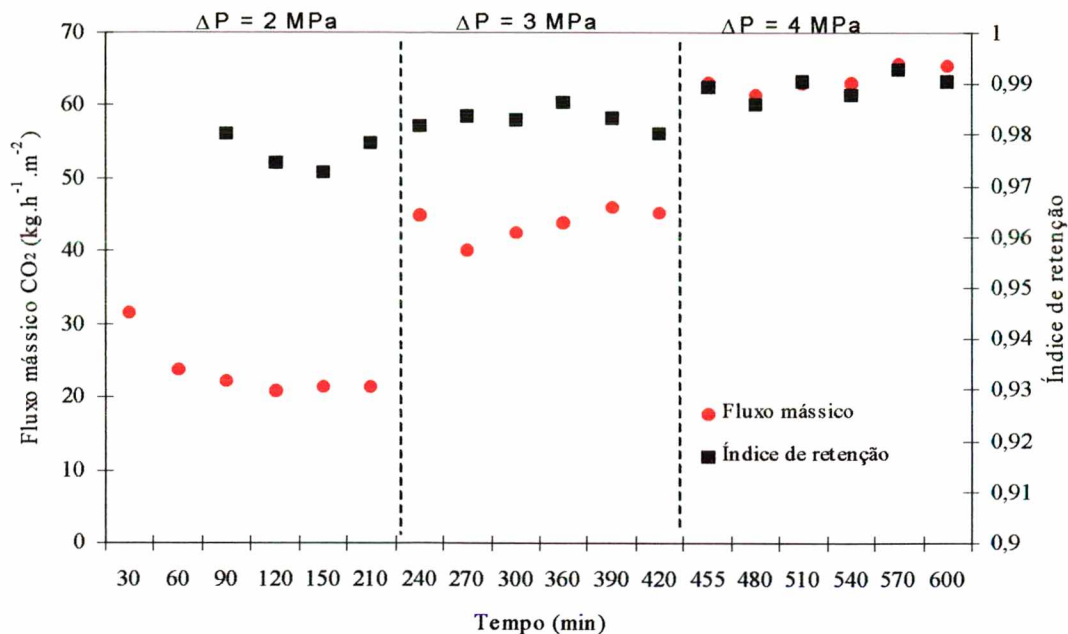 ΔP = 2 MPa ΔP = 3 MPa ΔP = 4 MPa
70
60
50
40
30
20
10
0
Fluxo mássico CO₂ (kg.h⁻¹.m⁻²)
1
0,99
0,98
0,97
0,96
0,95
0,94
0,93
0,92
0,91
0,9
Índice de retenção
Fluxo mássico
Índice de retenção
30 60 90 120 150 210 240 270 300 360 390 420 455 480 510 540 570 600
Tempo (min)